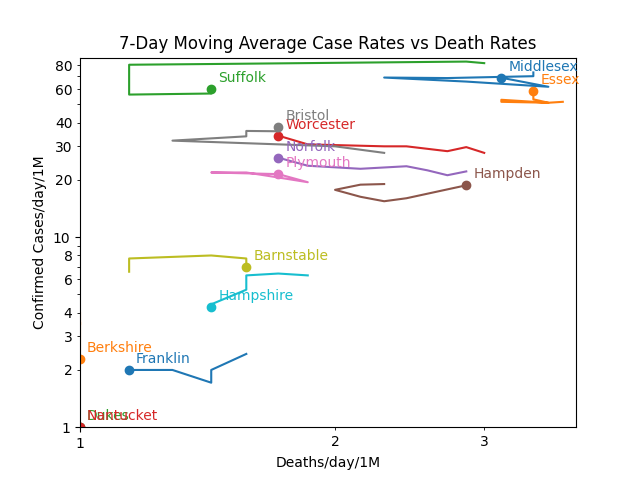 7-Day Moving Average Case Rates vs Death Rates
80
Middlesex
Suffolk
Essex
60
Bristol
40
Worcester
30
Norfolk
Plymouth
20
Hampden
10
Barnstable
8
6
Hampshire
4
3
Berkshire
Franklin
2
Nantucket
1
1
2
3
Confirmed Cases/day/1M
Deaths/day/1M